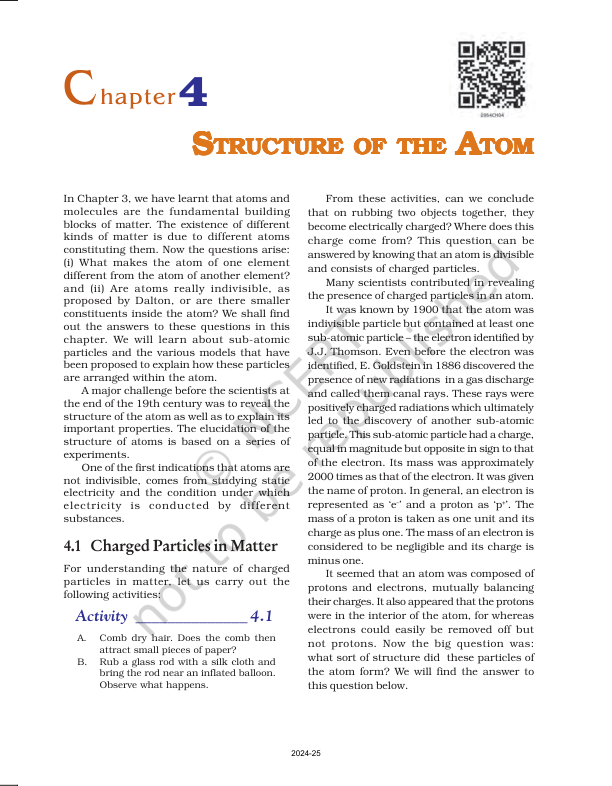 Chapter 4
0964CH04
STRUCTURE OF THE ATOM
In Chapter 3, we have learnt that atoms and
molecules are the fundamental building
blocks of matter. The existence of different
kinds of matter is due to different atoms
constituting them. Now the questions arise:
(i) What makes the atom of one element
different from the atom of another element?
and (ii) Are atoms really indivisible, as
proposed by Dalton, or are there smaller
constituents inside the atom? We shall find
out the answers to these questions in this
chapter. We will learn about sub-atomic
particles and the various models that have
been proposed to explain how these particles
are arranged within the atom.
A major challenge before the scientists at
the end of the 19th century was to reveal the
structure of the atom as well as to explain its
important properties. The elucidation of the
structure of atoms is based on a series of
experiments.
One of the first indications that atoms are
not indivisible, comes from studying static
electricity and the condition under which
electricity is conducted by different
substances.
4.1 Charged Particles in Matter
For understanding the nature of charged
particles in matter, let us carry out the
following activities:
Activity ______________ 4.1
A. Comb dry hair. Does the comb then
attract small pieces of paper?
B. Rub a glass rod with a silk cloth and
bring the rod near an inflated balloon.
Observe what happens.
From these activities, can we conclude
that on rubbing two objects together, they
become electrically charged? Where does this
charge come from? This question can be
answered by knowing that an atom is divisible
and consists of charged particles.
Many scientists contributed in revealing
the presence of charged particles in an atom.
It was known by 1900 that the atom was
indivisible particle but contained at least one
sub-atomic particle – the electron identified by
J.J. Thomson. Even before the electron was
identified, E. Goldstein in 1886 discovered the
presence of new radiations in a gas discharge
and called them canal rays. These rays were
positively charged radiations which ultimately
led to the discovery of another sub-atomic
particle. This sub-atomic particle had a charge,
equal in magnitude but opposite in sign to that
of the electron. Its mass was approximately
2000 times as that of the electron. It was given
the name of proton. In general, an electron is
represented as ‘e⁻’ and a proton as ‘p⁺’. The
mass of a proton is taken as one unit and its
charge as plus one. The mass of an electron is
considered to be negligible and its charge is
minus one.
It seemed that an atom was composed of
protons and electrons, mutually balancing
their charges. It also appeared that the protons
were in the interior of the atom, for whereas
electrons could easily be removed off but
not protons. Now the big question was:
what sort of structure did these particles of
the atom form? We will find the answer to
this question below.
© NCERT
not to be republished
2024-25